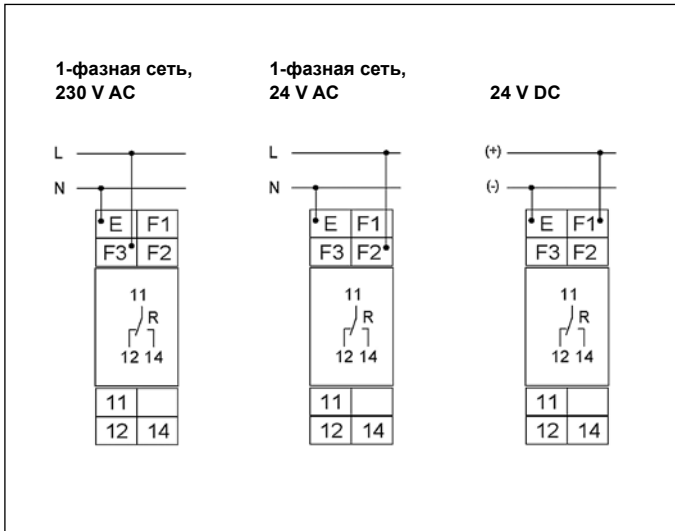 1-фазная сеть,
230 V AC
L
N
E F1
F3 F2
11
R
12 14
11
12 14
1-фазная сеть,
24 V AC
L
N
E F1
F3 F2
11
R
12 14
11
12 14
24 V DC
(+)
(-)
E F1
F3 F2
11
R
12 14
11
12 14